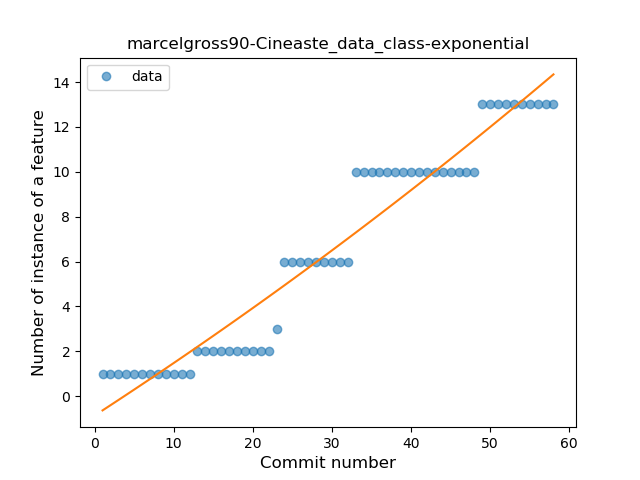 marcelgross90-Cineaste_data_class-exponential
data
Number of instance of a feature
14
12
10
8
6
4
2
0
0 10 20 30 40 50 60
Commit number